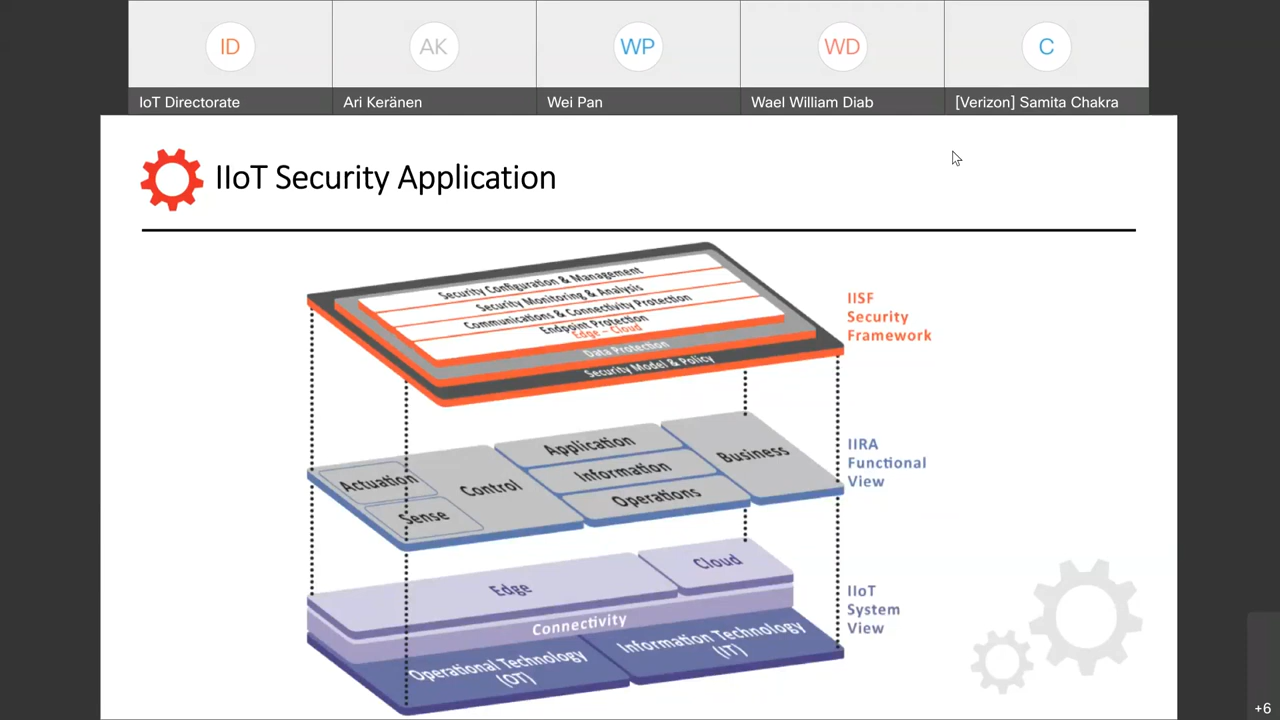 ID
AK
WP
WD
C
IoT Directorate
Ari Keränen
Wei Pan
Wael William Diab
[Verizon] Samita Chakra
IIoT Security Application
Security Configuration & Management
Security Monitoring & Analysis
Communications & Connectivity Protection
Endpoint Protection
Edge – Cloud
Data Protection
Security Model & Policy
IISF
Security
Framework
Actuation
Sense
Control
Application
Information
Operations
Business
IIRA
Functional
View
Edge
Cloud
Connectivity
Operational Technology
(OT)
Information Technology
(IT)
IIoT
System
View
+6